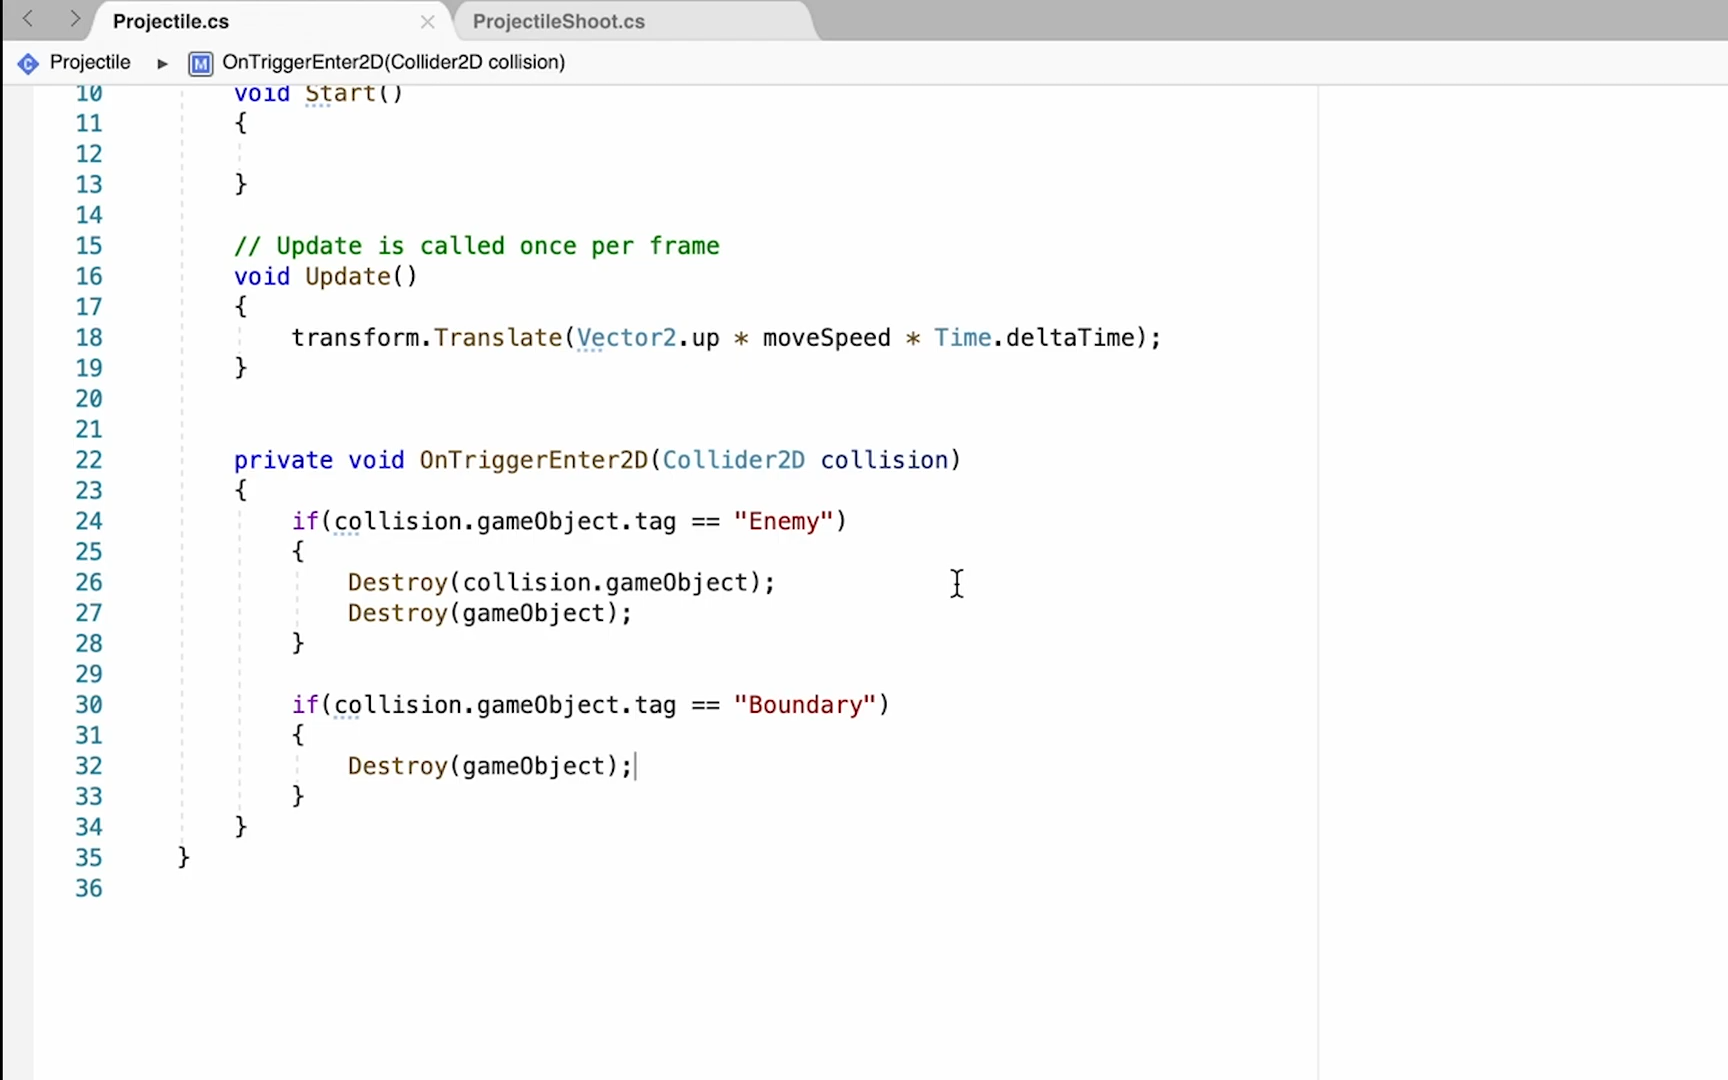 Projectile.cs
ProjectileShoot.cs
Projectile ▸ M OnTriggerEnter2D(Collider2D collision)
10 void Start()
11 {
12
13 }
14
15 // Update is called once per frame
16 void Update()
17 {
18 transform.Translate(Vector2.up * moveSpeed * Time.deltaTime);
19 }
20
21
22 private void OnTriggerEnter2D(Collider2D collision)
23 {
24 if(collision.gameObject.tag == "Enemy")
25 {
26 Destroy(collision.gameObject);
27 Destroy(gameObject);
28 }
29
30 if(collision.gameObject.tag == "Boundary")
31 {
32 Destroy(gameObject);
33 }
34 }
35 }
36